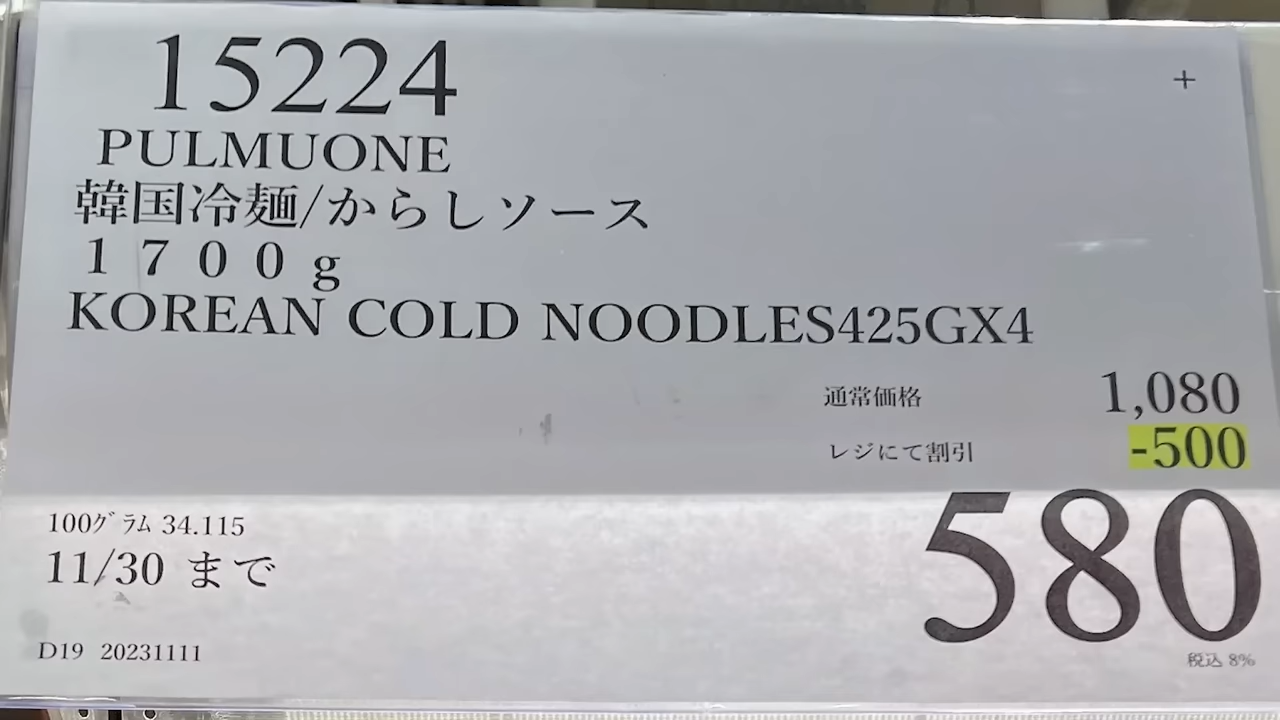 15224
+
PULMUONE
韓国冷麺/からしソース
１７００g
KOREAN COLD NOODLES425GX4
通常価格 1,080
レジにて割引 -500
580
100ｸﾞﾗﾑ 34.115
11/30 まで
D19 20231111
税込 8%